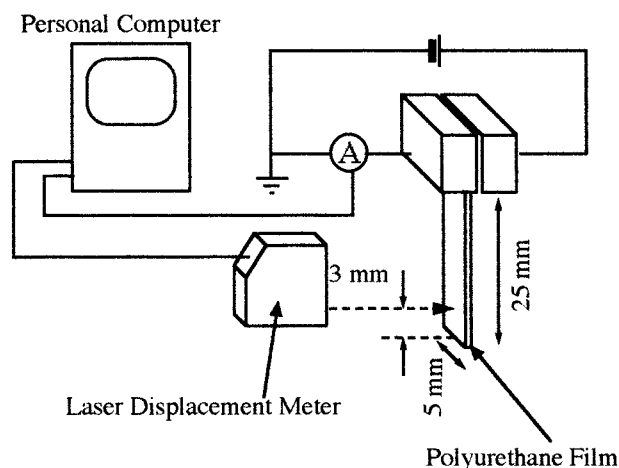 Personal Computer
A
3 mm
25 mm
5 mm
Laser Displacement Meter
Polyurethane Film